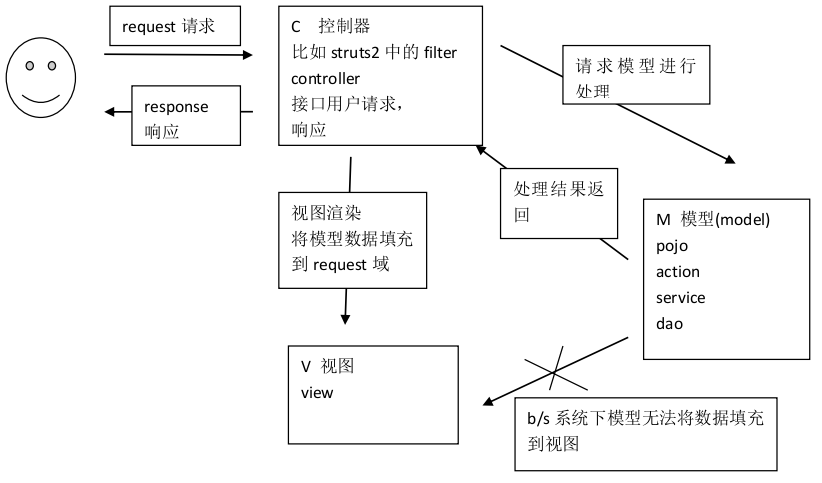 request 请求
response
响应
C 控制器
比如 struts2 中的 filter
controller
接口用户请求，
响应
请求模型进行
处理
处理结果返
回
视图渲染
将模型数据填充
到 request 域
M 模型(model)
pojo
action
service
dao
V 视图
view
b/s 系统下模型无法将数据填充
到视图